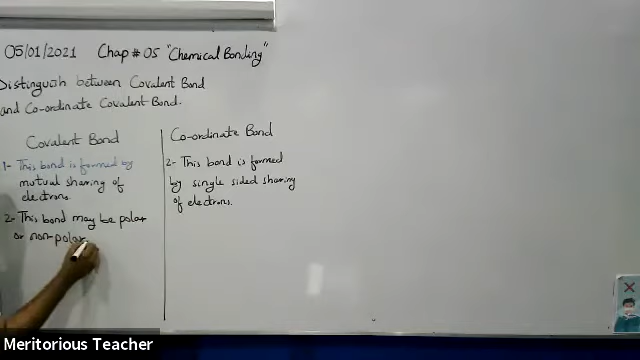 05/01/2021 Chap # 05 "Chemical Bonding"
Distinguish between Covalent Bond
and Co-ordinate Covalent Bond.
Covalent Bond
1- This bond is formed by
mutual sharing of
electrons.
2- This bond may be polar
or non-polar
Co-ordinate Bond
2- This bond is formed
by single sided sharing
of electrons.
Meritorious Teacher